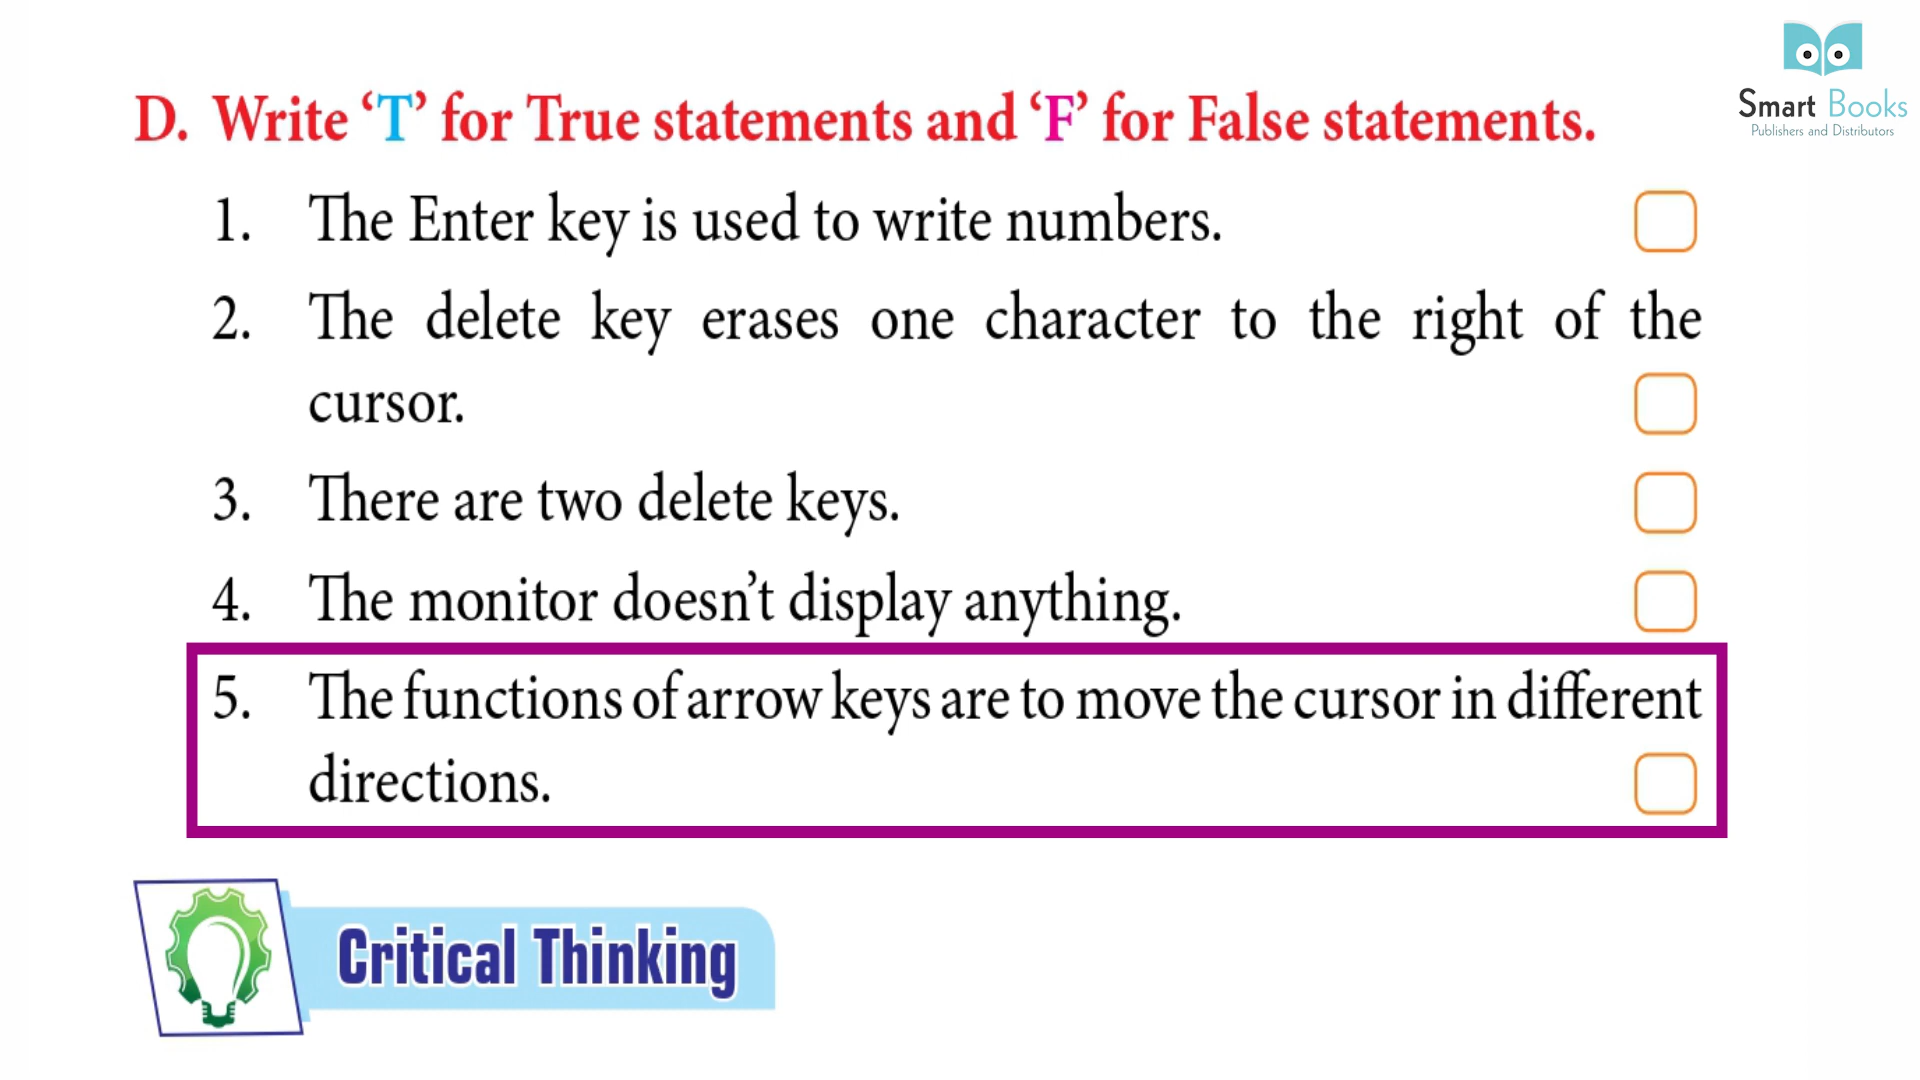 Smart Books
Publishers and Distributors
D. Write ‘T’ for True statements and ‘F’ for False statements.
1. The Enter key is used to write numbers.
2. The delete key erases one character to the right of the
cursor.
3. There are two delete keys.
4. The monitor doesn’t display anything.
5. The functions of arrow keys are to move the cursor in different
directions.
Critical Thinking